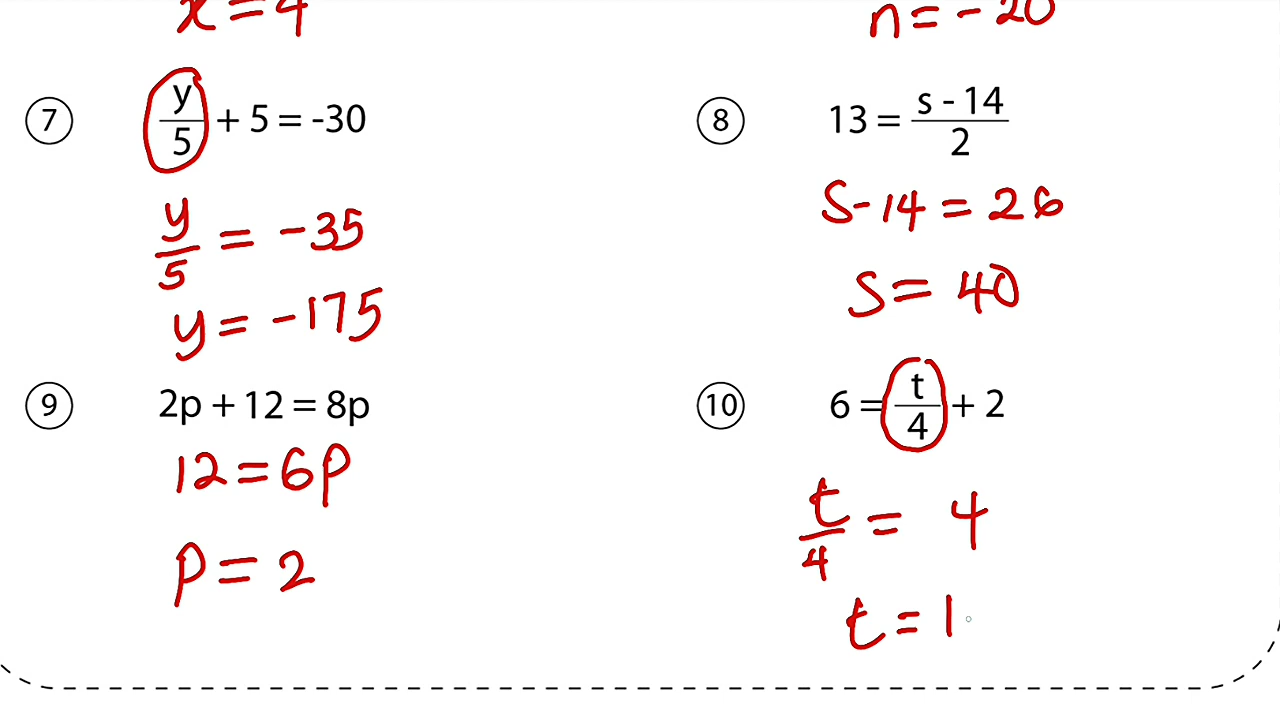 x = 4
n = -20
7 y/5 + 5 = -30
y/5 = -35
y = -175
8 13 = (s - 14)/2
S-14 = 26
S = 40
9 2p + 12 = 8p
12 = 6p
p = 2
10 6 = t/4 + 2
t/4 = 4
t = 1